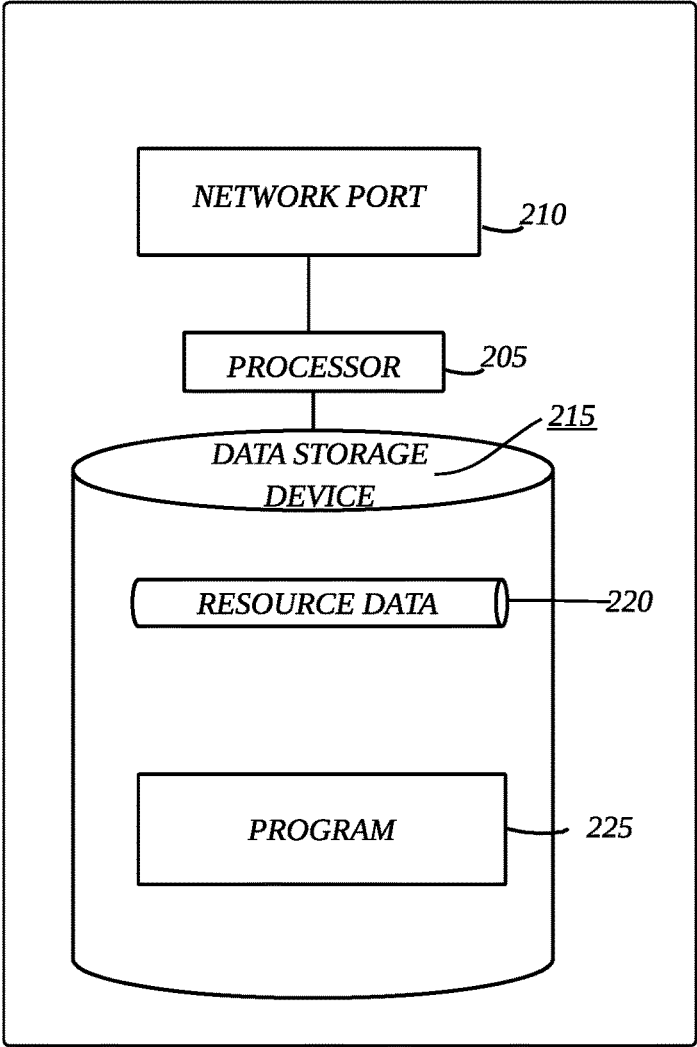 NETWORK PORT
210
PROCESSOR
205
215
DATA STORAGE
DEVICE
RESOURCE DATA
220
PROGRAM
225